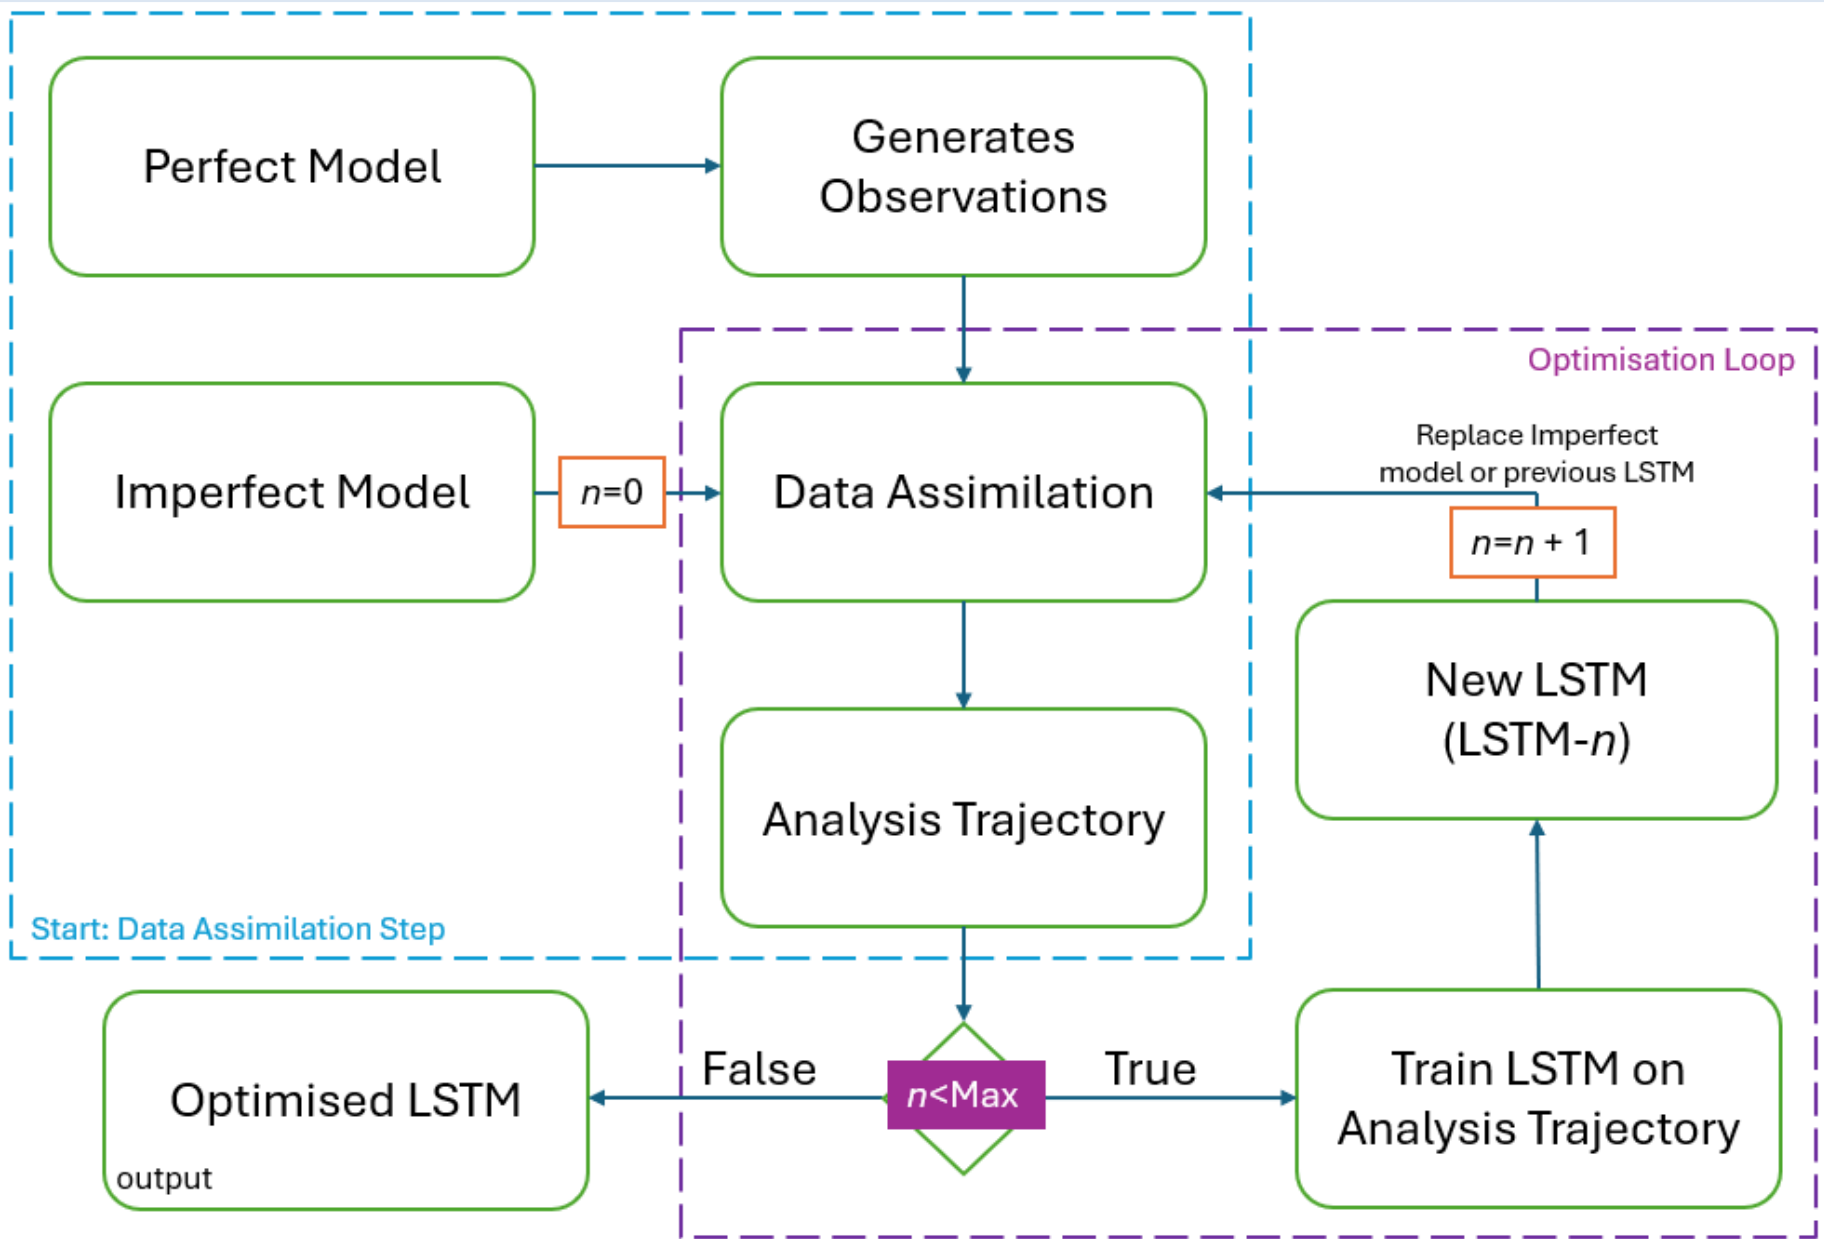 Perfect Model
Generates
Observations
Optimisation Loop
Replace Imperfect
model or previous LSTM
Imperfect Model
n=0
Data Assimilation
n=n + 1
New LSTM
(LSTM-n)
Analysis Trajectory
Start: Data Assimilation Step
False
n<Max
True
Optimised LSTM
output
Train LSTM on
Analysis Trajectory